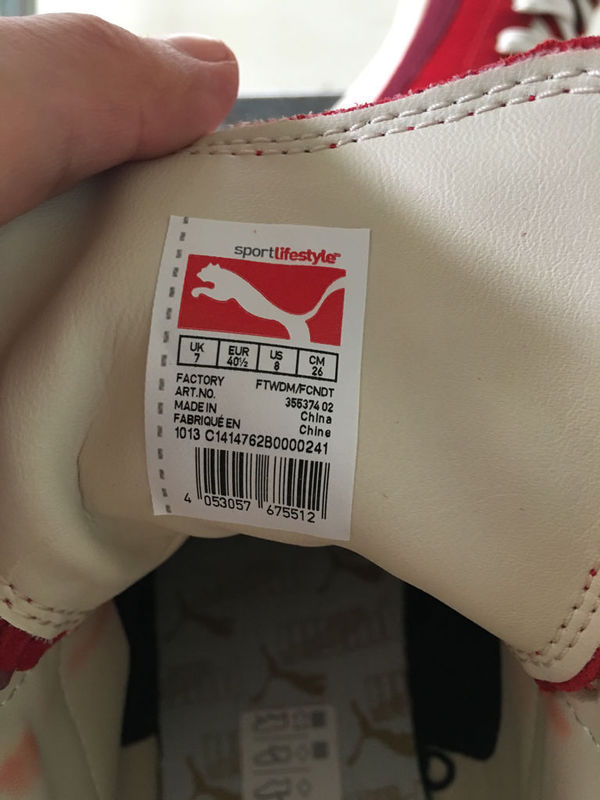 sportlifestyle™
UK EUR US CM
7 40½ 8 26
FACTORY FTWDM/FCNDT
ART.NO. 355374 02
MADE IN China
FABRIQUÉ EN Chine
1013 C1414762B0000241
4 053057 675512